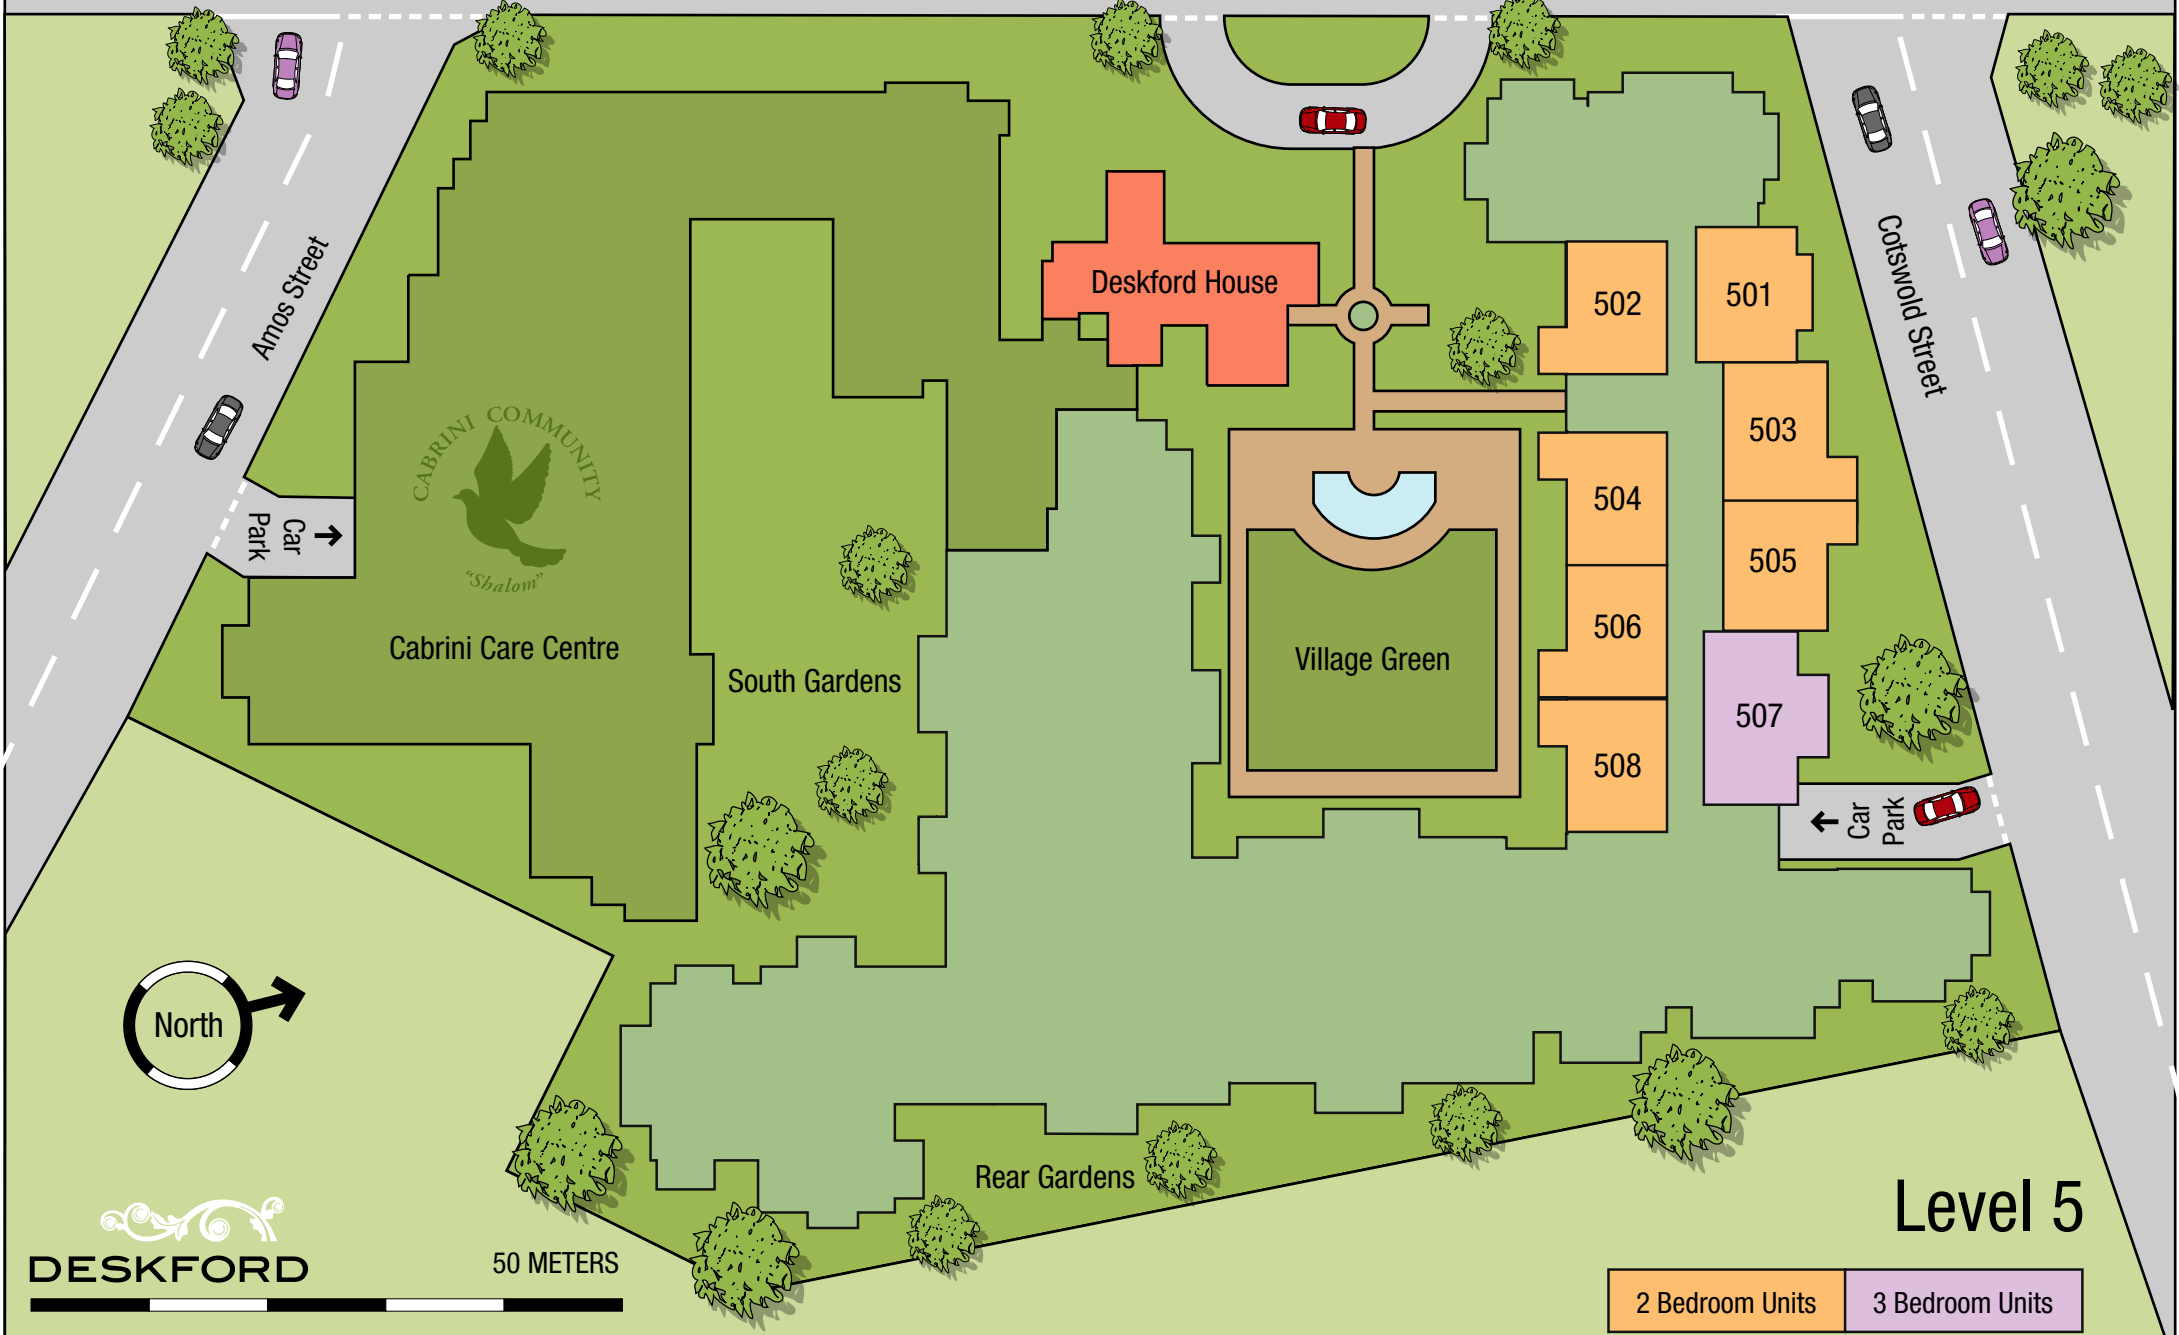 Amos Street
Cotswold Street
Deskford House
502
501
503
504
505
506
507
508
CABRINI COMMUNITY
"Shalom"
Car
Park
Cabrini Care Centre
South Gardens
Village Green
Car
Park
North
Rear Gardens
DESKFORD
50 METERS
Level 5
2 Bedroom Units
3 Bedroom Units